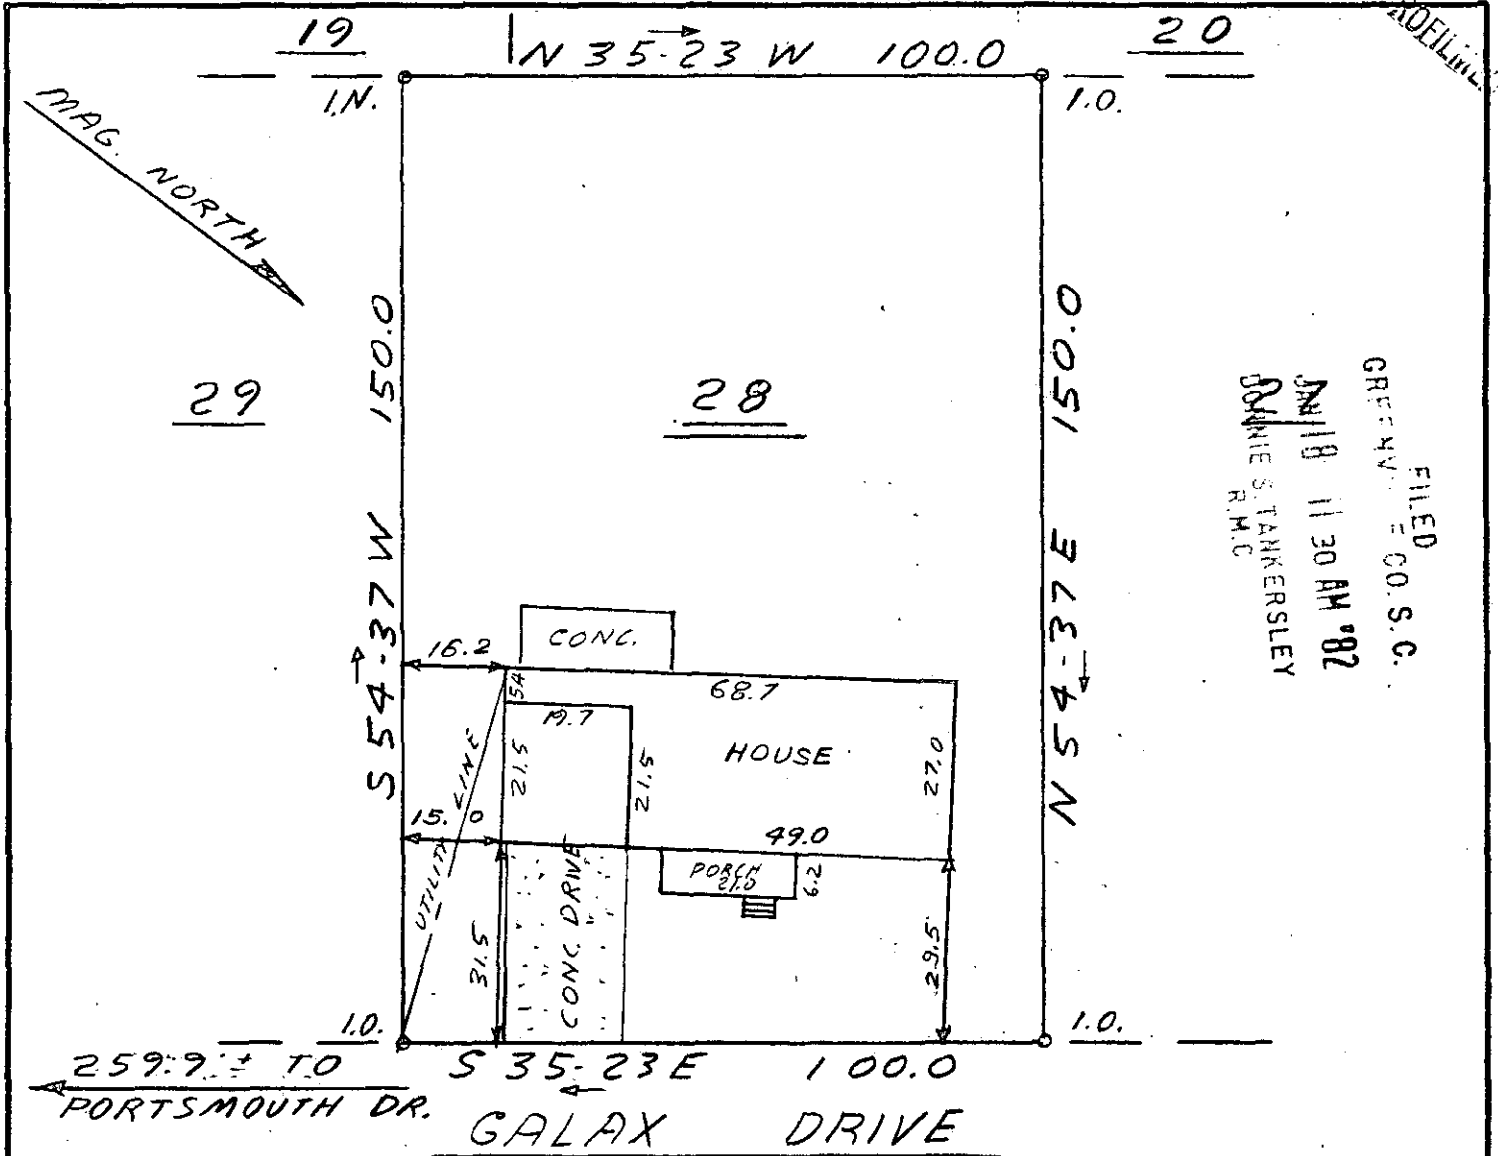 19
N 35-23 W 100.0
20
I.N.
I.O.
MAG. NORTH
S 54-37 W 150.0
N 54-37 E 150.0
29
28
FILED
CO. S. C.
JAN 18 11 30 AM '82
DONNIE S. TANKERSLEY
R.M.C
CONC.
16.2
54
68.7
19.7
HOUSE
21.5
21.5
27.0
UTILITY LINE
15.0
49.0
PORCH
21.0
6.2
CONC. DRIVE
31.5
29.5
I.O.
I.O.
259.9 ± TO
PORTSMOUTH DR.
S 35-23 E 100.0
GALAX DRIVE